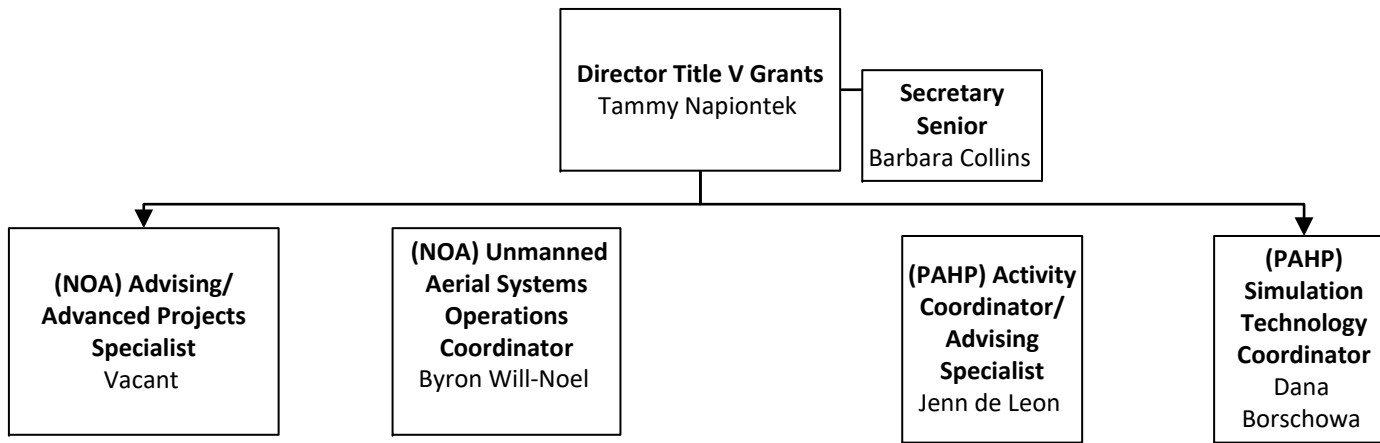 Director Title V Grants
Tammy Napiontek
Secretary
Senior
Barbara Collins
(NOA) Advising/
Advanced Projects
Specialist
Vacant
(NOA) Unmanned
Aerial Systems
Operations
Coordinator
Byron Will-Noel
(PAHP) Activity
Coordinator/
Advising
Specialist
Jenn de Leon
(PAHP)
Simulation
Technology
Coordinator
Dana
Borschowa